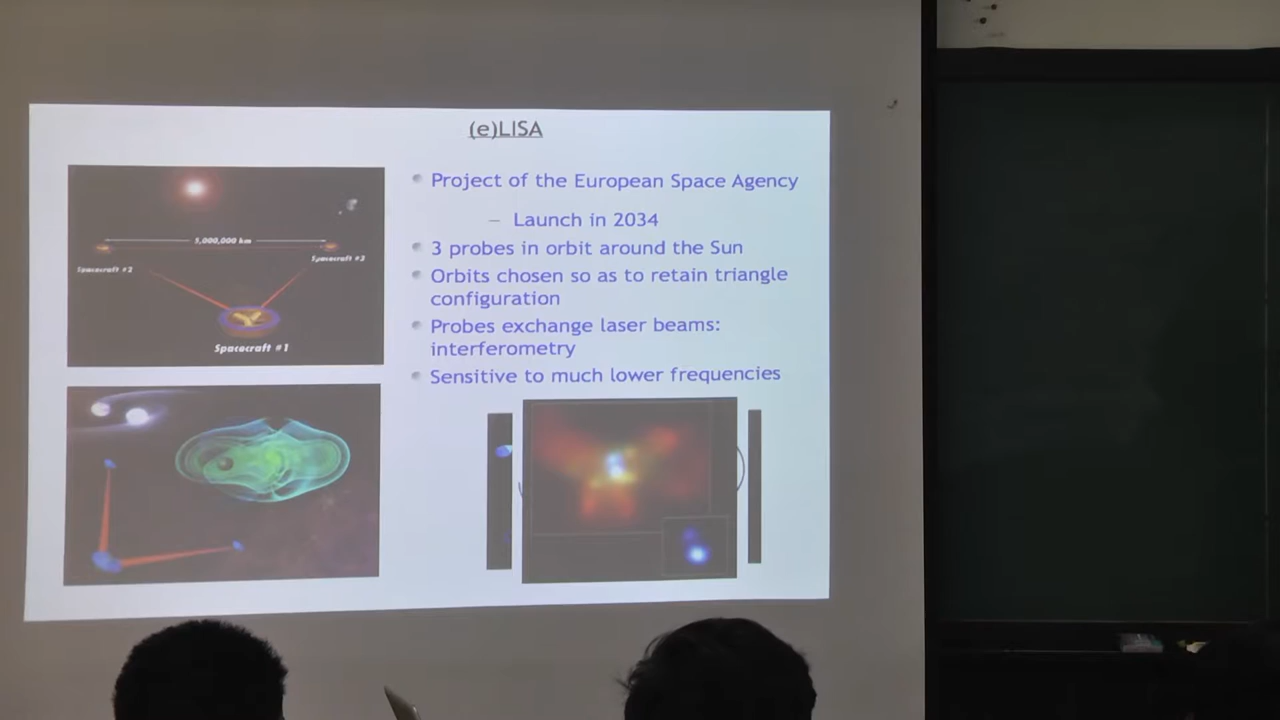 (e)LISA
Project of the European Space Agency
– Launch in 2034
3 probes in orbit around the Sun
Orbits chosen so as to retain triangle
configuration
Probes exchange laser beams:
interferometry
Sensitive to much lower frequencies
5,000,000 km
Spacecraft #2
Spacecraft #3
Spacecraft #1